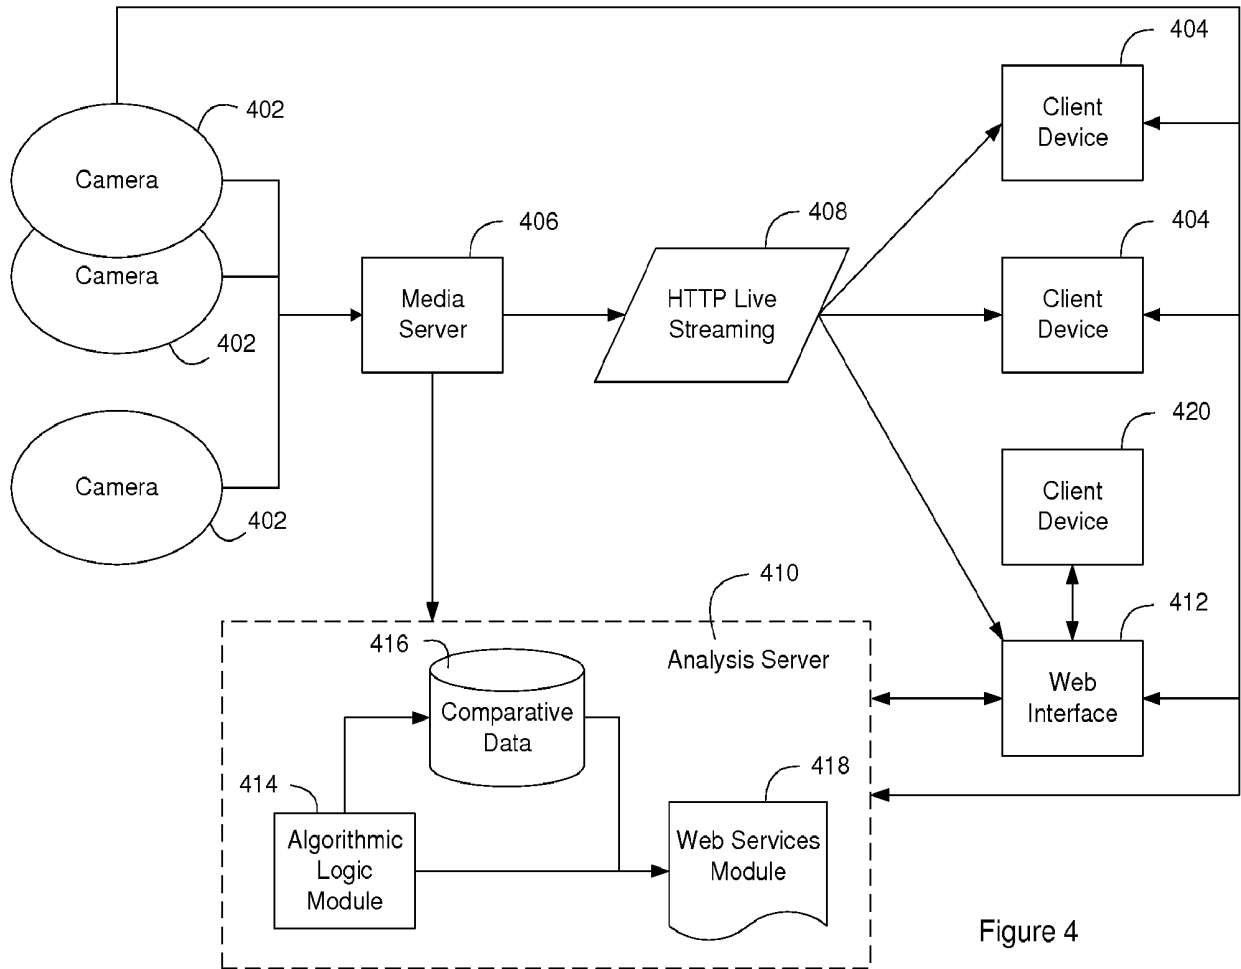 404
Client
Device
402
Camera
406
408
404
Camera
Media
Server
HTTP Live
Streaming
Client
Device
402
420
Camera
402
Client
Device
410
412
416
Analysis Server
Web
Interface
Comparative
Data
414
418
Algorithmic
Logic
Module
Web Services
Module
Figure 4